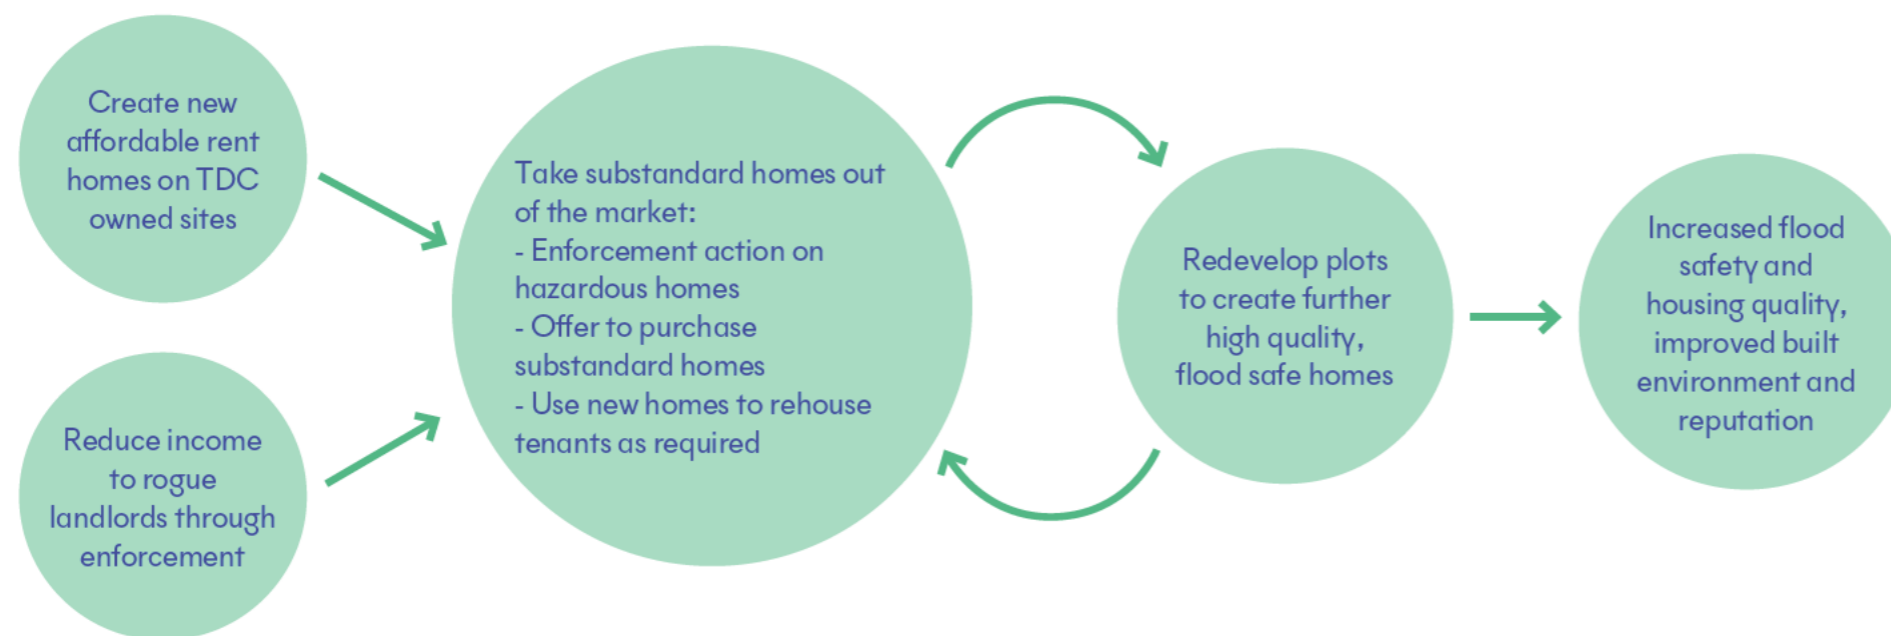 Create new
affordable rent
homes on TDC
owned sites
Reduce income
to rogue
landlords through
enforcement
Take substandard homes out
of the market:
- Enforcement action on
hazardous homes
- Offer to purchase
substandard homes
- Use new homes to rehouse
tenants as required
Redevelop plots
to create further
high quality,
flood safe homes
Increased flood
safety and
housing quality,
improved built
environment and
reputation